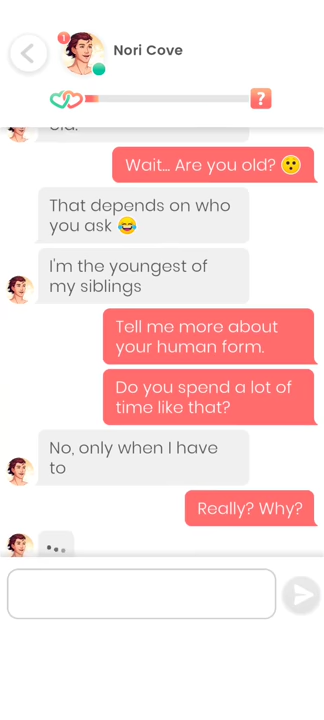 1
Nori Cove
?
old.
Wait... Are you old? 😯
That depends on who
you ask 😂
I'm the youngest of
my siblings
Tell me more about
your human form.
Do you spend a lot of
time like that?
No, only when I have
to
Really? Why?
...